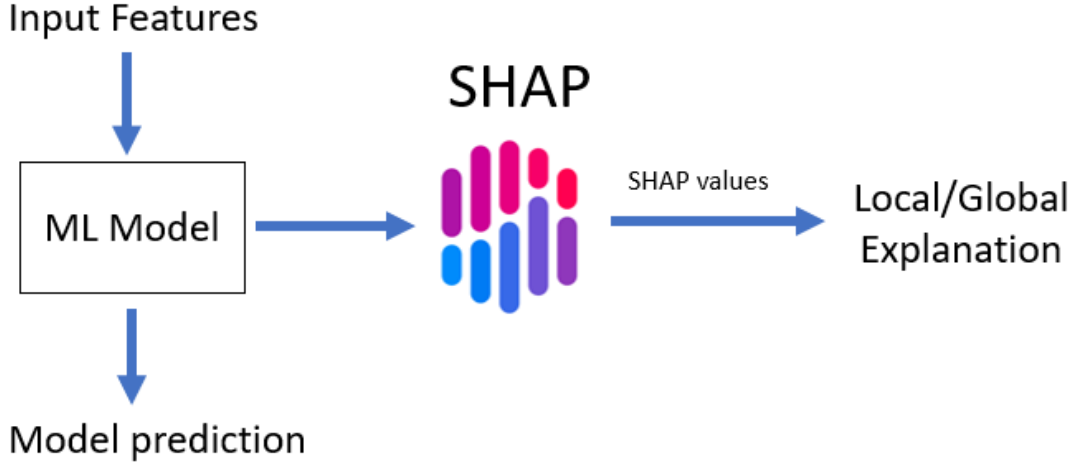 Input Features
SHAP
ML Model
SHAP values
Local/Global
Explanation
Model prediction